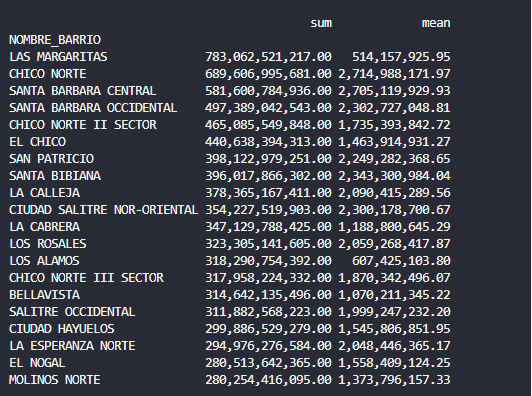 sum mean
NOMBRE_BARRIO
LAS MARGARITAS 783,062,521,217.00 514,157,925.95
CHICO NORTE 689,606,995,681.00 2,714,988,171.97
SANTA BARBARA CENTRAL 581,600,784,936.00 2,705,119,929.93
SANTA BARBARA OCCIDENTAL 497,389,042,543.00 2,302,727,048.81
CHICO NORTE II SECTOR 465,085,549,848.00 1,735,393,842.72
EL CHICO 440,638,394,313.00 1,463,914,931.27
SAN PATRICIO 398,122,979,251.00 2,249,282,368.65
SANTA BIBIANA 396,017,866,302.00 2,343,300,984.04
LA CALLEJA 378,365,167,411.00 2,090,415,289.56
CIUDAD SALITRE NOR-ORIENTAL 354,227,519,903.00 2,300,178,700.67
LA CABRERA 347,129,788,425.00 1,188,800,645.29
LOS ROSALES 323,305,141,605.00 2,059,268,417.87
LOS ALAMOS 318,290,754,392.00 607,425,103.80
CHICO NORTE III SECTOR 317,958,224,332.00 1,870,342,496.07
BELLAVISTA 314,642,135,496.00 1,070,211,345.22
SALITRE OCCIDENTAL 311,882,568,223.00 1,999,247,232.20
CIUDAD HAYUELOS 299,886,529,279.00 1,545,806,851.95
LA ESPERANZA NORTE 294,976,276,584.00 2,048,446,365.17
EL NOGAL 280,513,642,365.00 1,558,409,124.25
MOLINOS NORTE 280,254,416,095.00 1,373,796,157.33